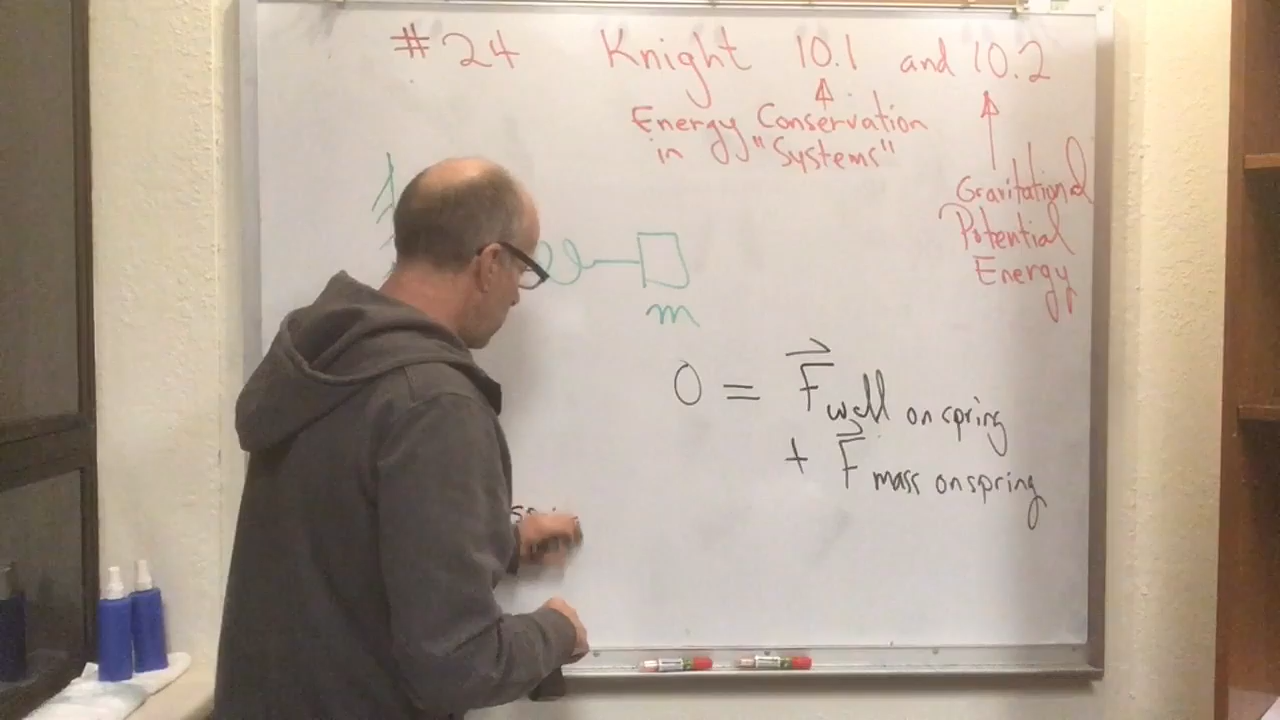 #24 Knight 10.1 and 10.2
Energy Conservation
in "Systems"
Gravitational
Potential
Energy
m
0 = F wall on spring
+ F mass on spring